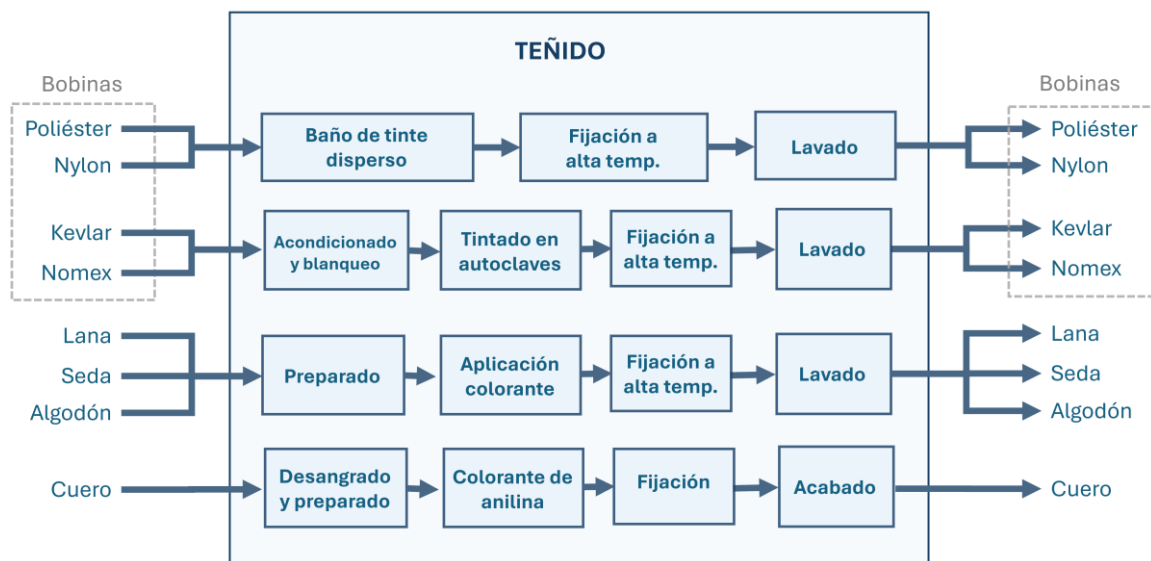 TEÑIDO
Bobinas
Bobinas
Poliéster
Nylon
Baño de tinte
disperso
Fijación a
alta temp.
Lavado
Poliéster
Nylon
Kevlar
Nomex
Acondicionado
y blanqueo
Tintado en
autoclaves
Fijación a
alta temp.
Lavado
Kevlar
Nomex
Lana
Seda
Algodón
Preparado
Aplicación
colorante
Fijación a
alta temp.
Lavado
Lana
Seda
Algodón
Cuero
Desangrado
y preparado
Colorante de
anilina
Fijación
Acabado
Cuero